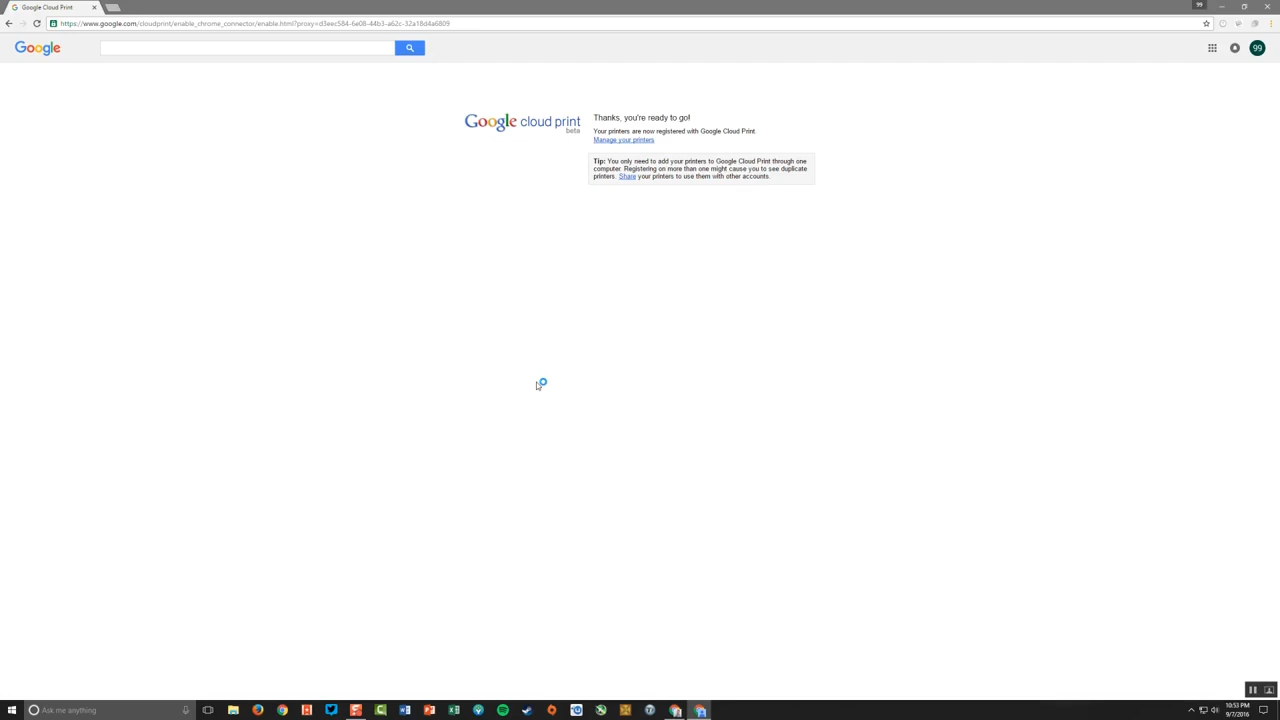 Google Cloud Print
99
https://www.google.com/cloudprint/enable_chrome_connector/enable.html?proxy=d3eec584-6e08-44b3-a62c-32a18d4a6809
Google
99
Google cloud print
beta
Thanks, you're ready to go!
Your printers are now registered with Google Cloud Print.
Manage your printers
Tip: You only need to add your printers to Google Cloud Print through one
computer. Registering on more than one might cause you to see duplicate
printers. Share your printers to use them with other accounts.
Ask me anything
10:53 PM
9/7/2016